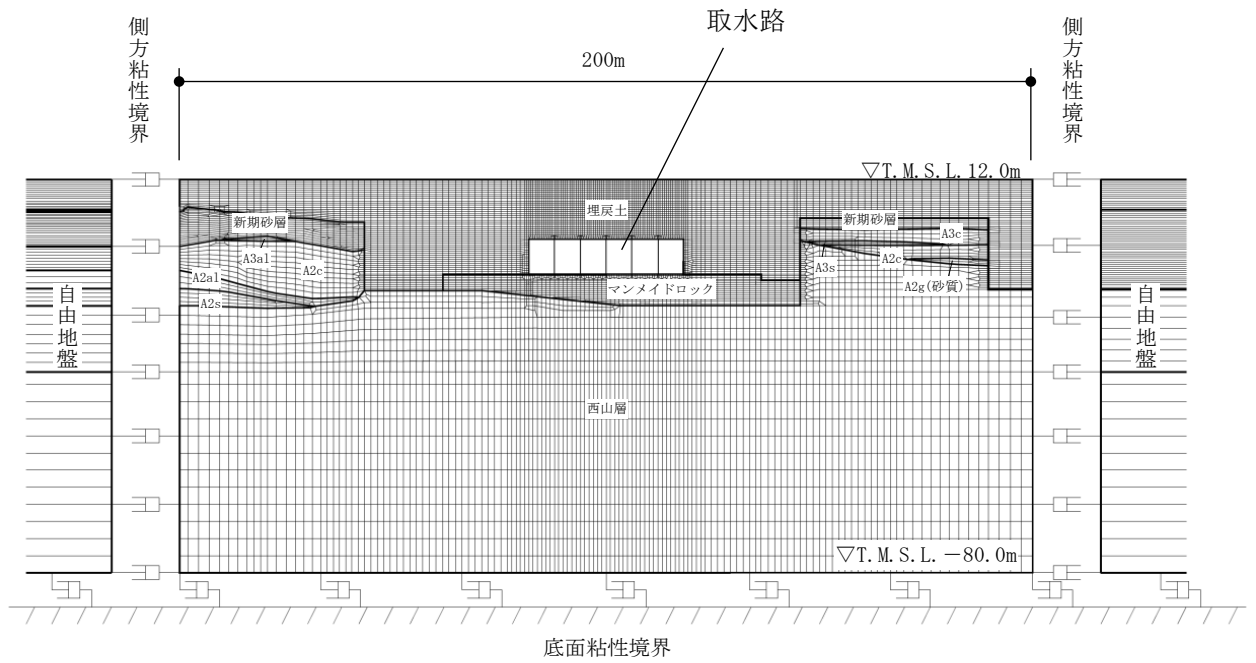 取水路
側方粘性境界
200m
側方粘性境界
▽T.M.S.L.12.0m
埋戻土
新期砂層
新期砂層
A3c
A3a1
A2c
A2c
A3s
A2a1
A2g(砂質)
マンメイドロック
A2s
自由地盤
自由地盤
西山層
▽T.M.S.L.－80.0m
底面粘性境界